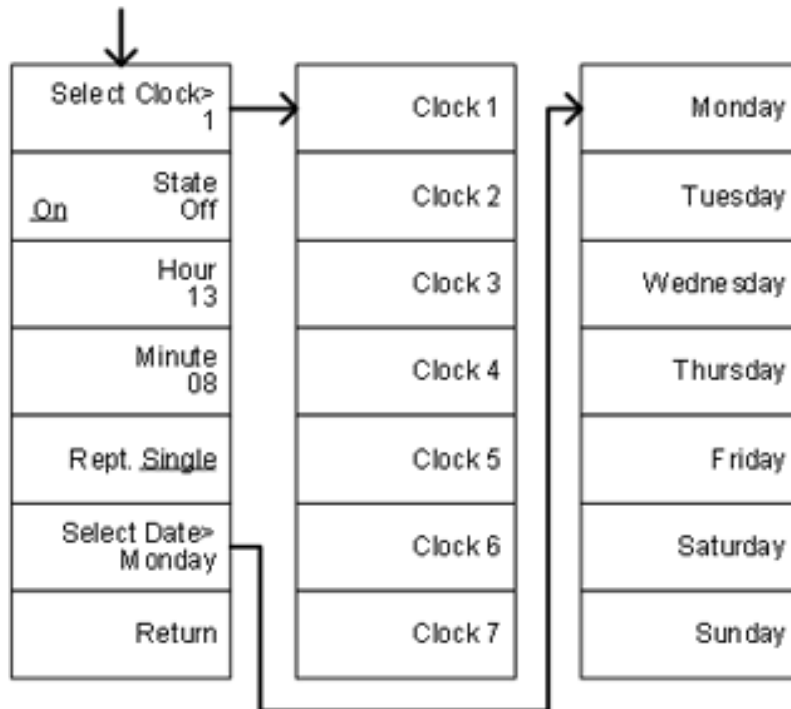 Select Clock>
1
State
On Off
Hour
13
Minute
08
Rept. Single
Select Date>
Monday
Return
Clock 1
Clock 2
Clock 3
Clock 4
Clock 5
Clock 6
Clock 7
Monday
Tuesday
Wednesday
Thursday
Friday
Saturday
Sunday